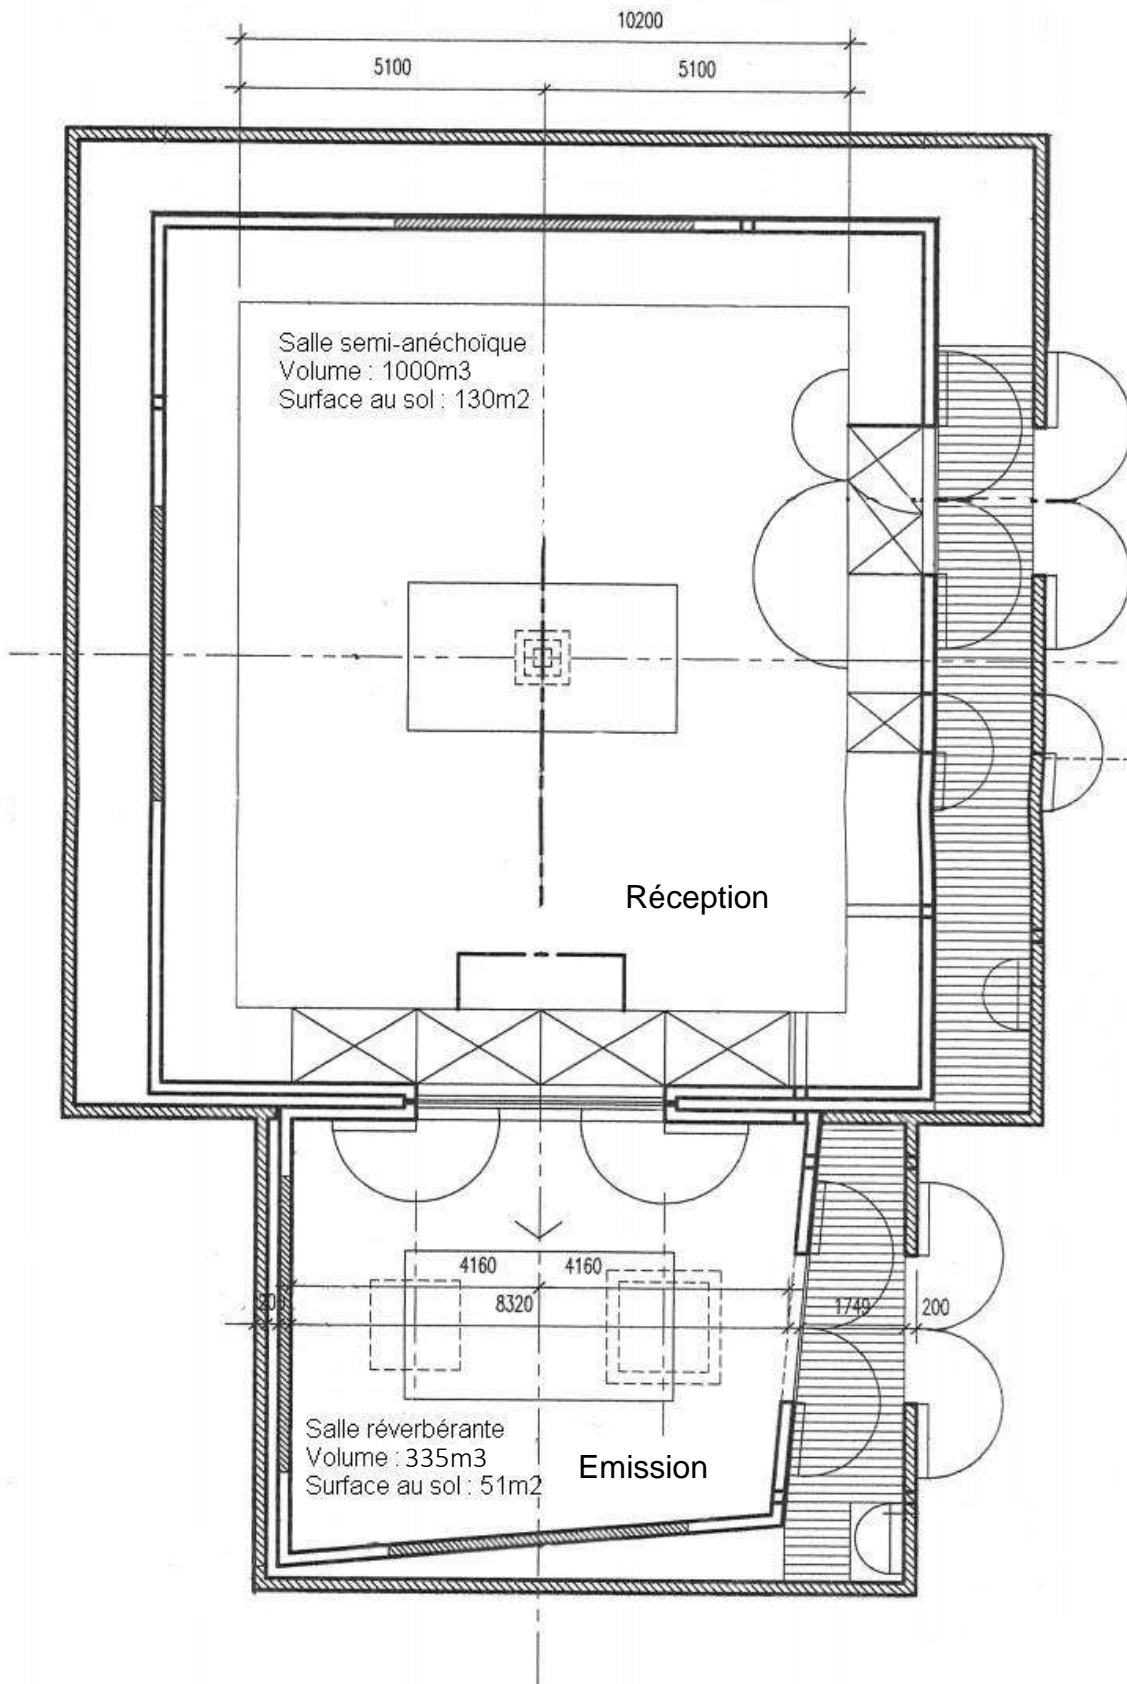 10200
5100 5100
Salle semi-anéchoïque
Volume : 1000m3
Surface au sol : 130m2
Réception
4160 4160
8320
1749
200
Salle réverbérante
Volume : 335m3
Surface au sol : 51m2
Emission